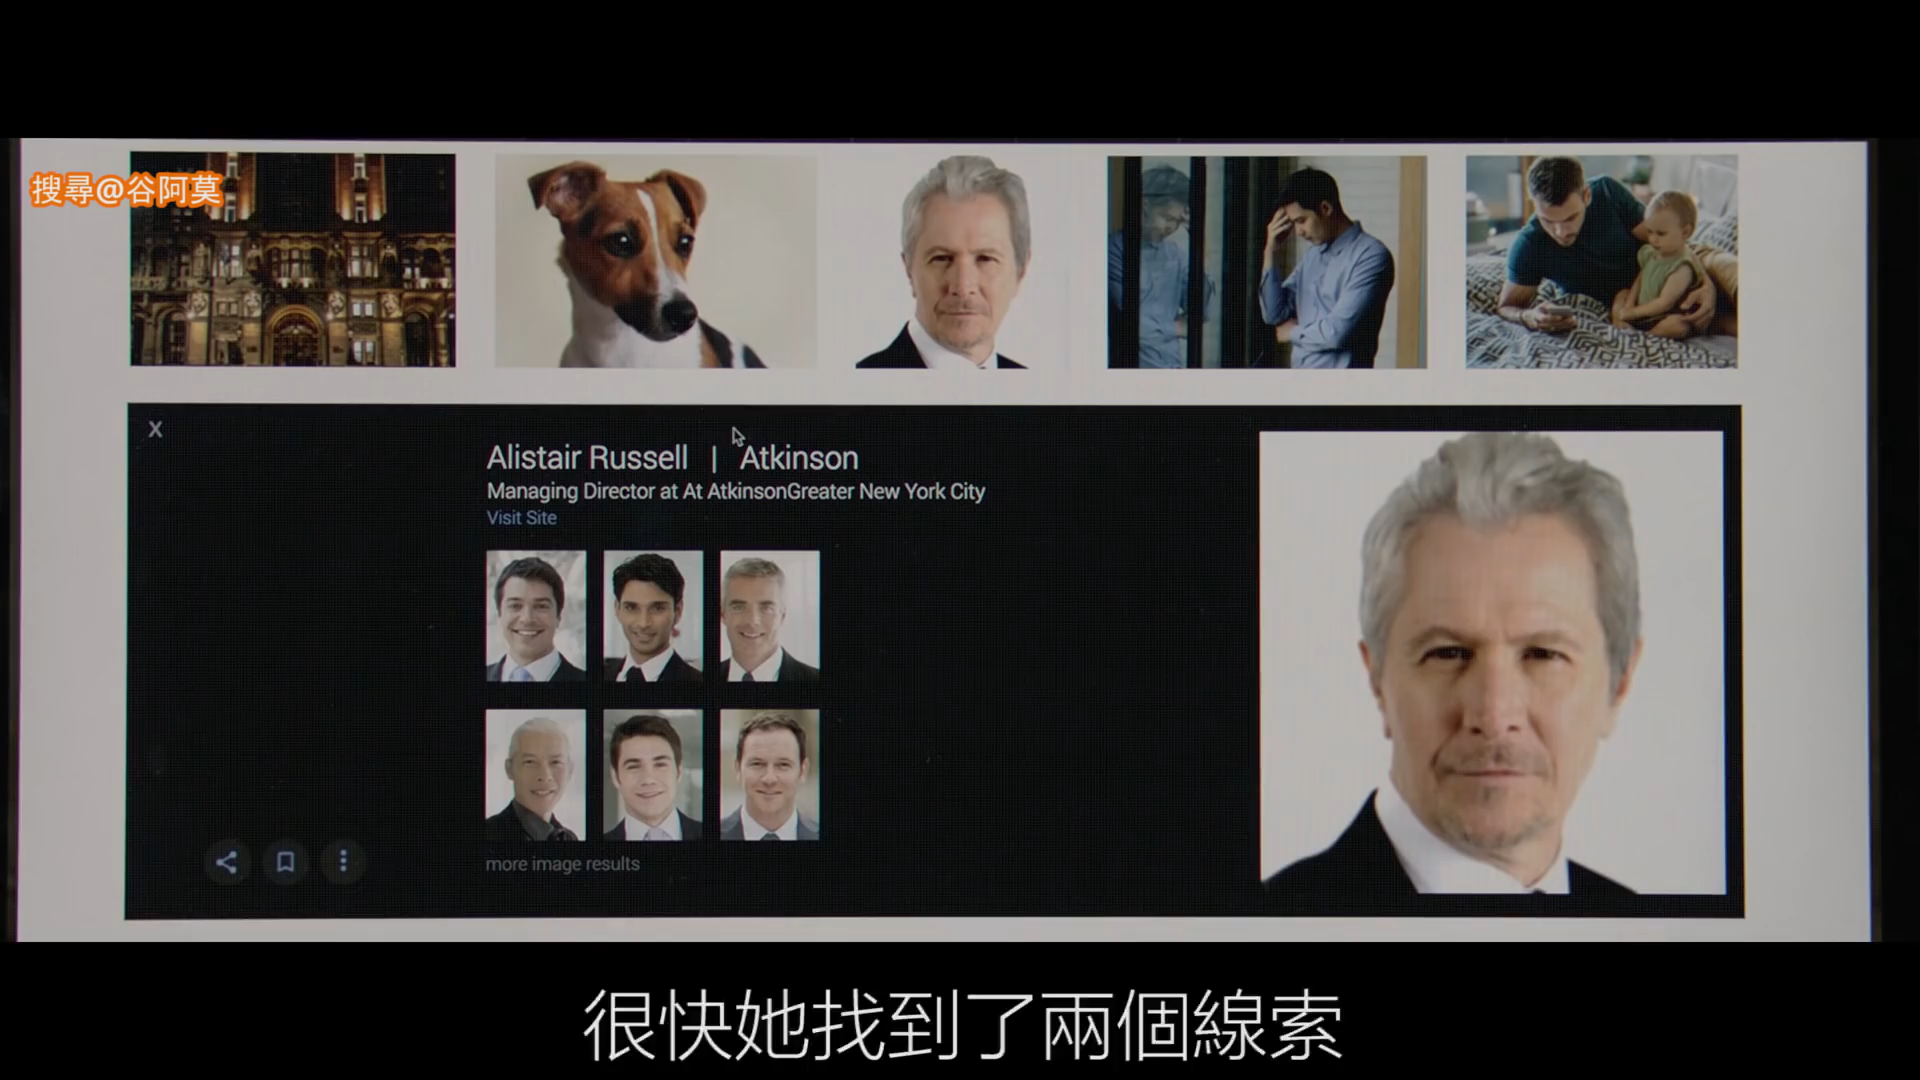 搜尋@谷阿莫
X
Alistair Russell | Atkinson
Managing Director at At AtkinsonGreater New York City
Visit Site
more image results
很快她找到了兩個線索